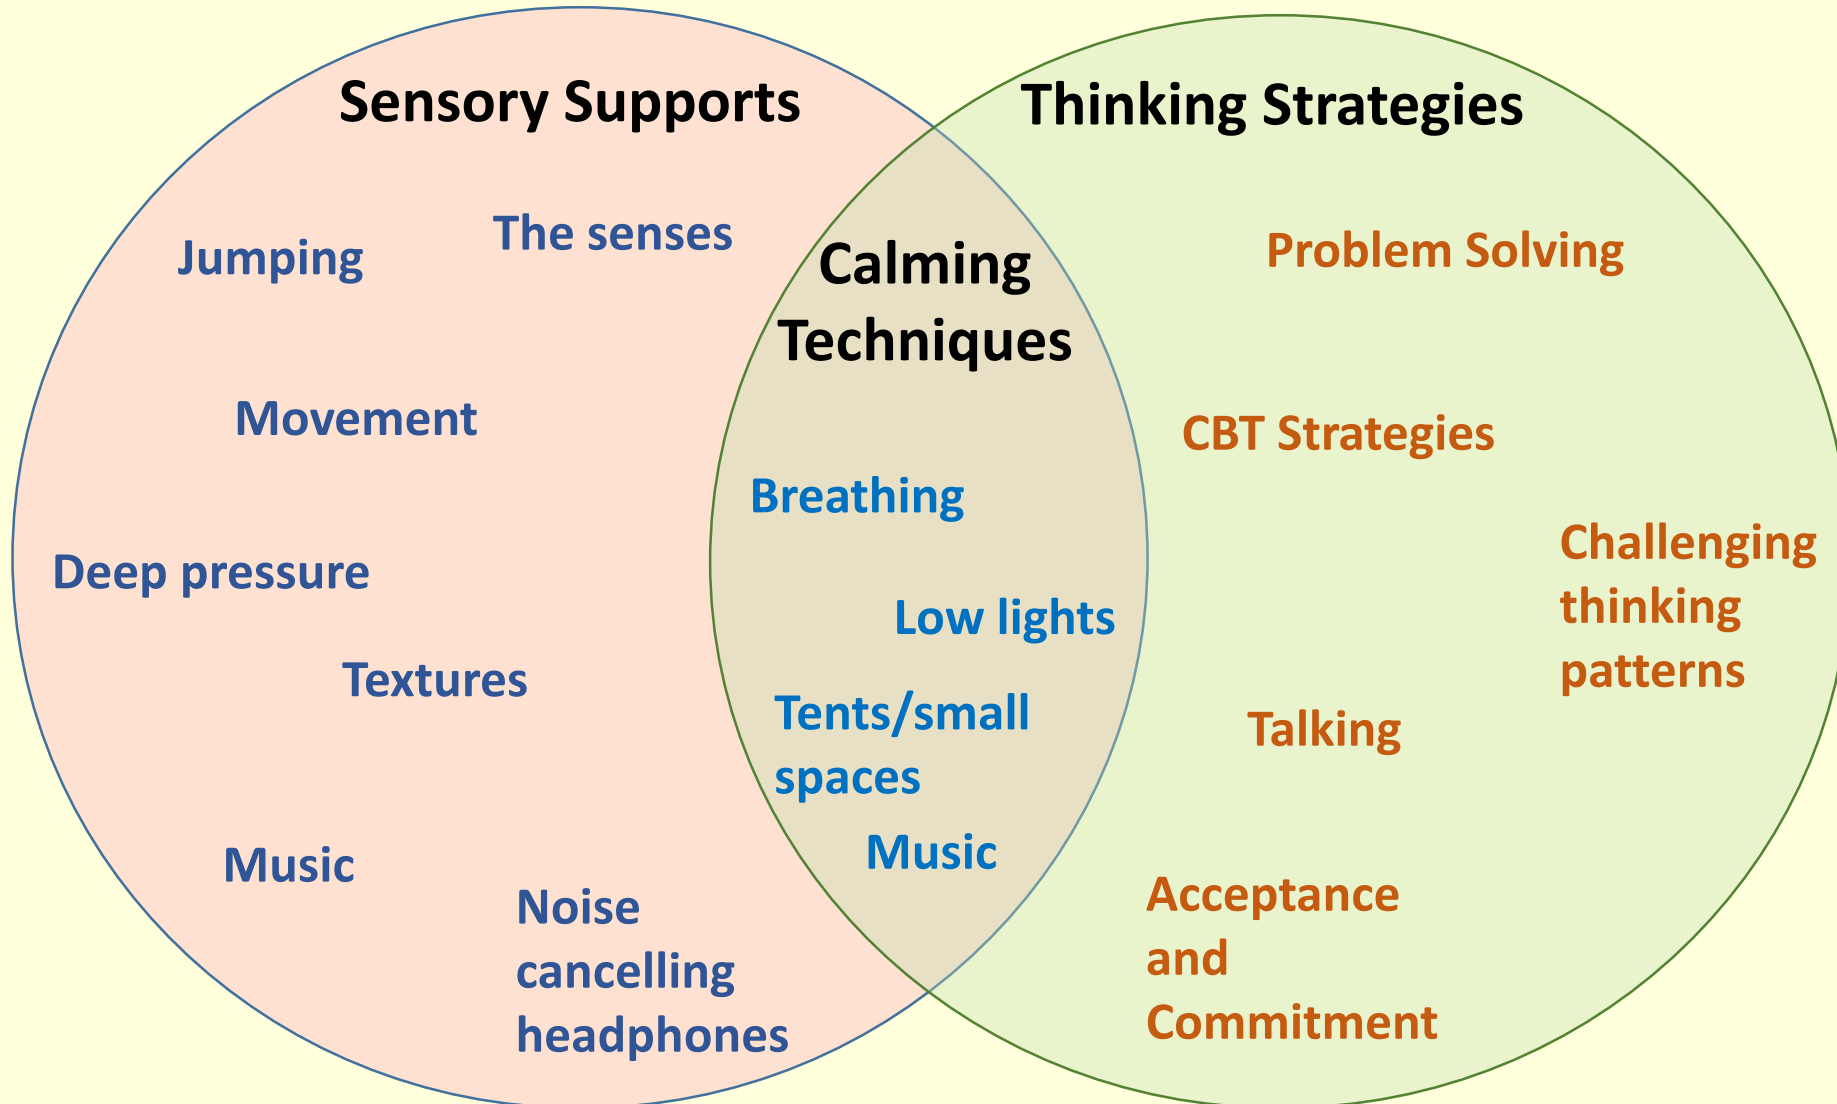 Sensory Supports
Jumping
The senses
Movement
Deep pressure
Textures
Music
Noise
cancelling
headphones
Calming
Techniques
Breathing
Low lights
Tents/small
spaces
Music
Thinking Strategies
Problem Solving
CBT Strategies
Challenging
thinking
patterns
Talking
Acceptance
and
Commitment